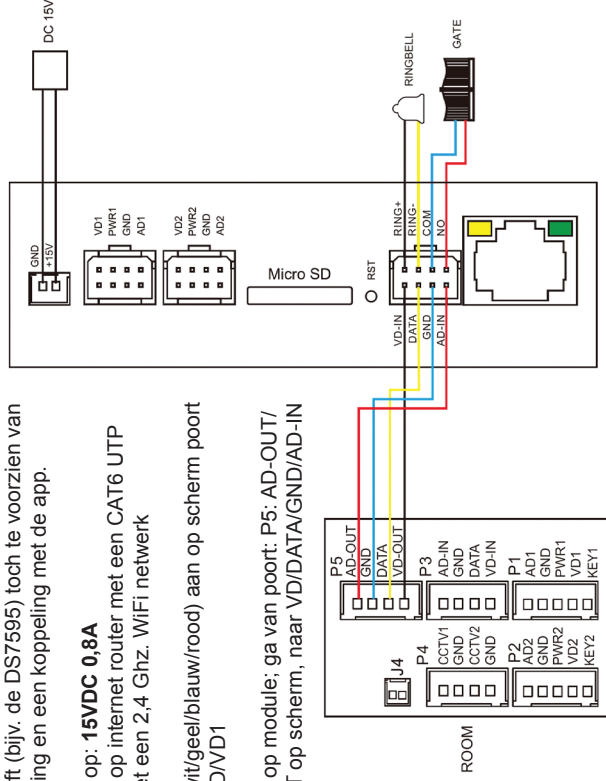 ft (bijv. de DS7595) toch te voorzien van
ing en een koppeling met de app.
op: 15VDC 0,8A
op internet router met een CAT6 UTP
et een 2,4 Ghz. WiFi netwerk
vit/geel/blauw/rood) aan op scherm poort
D/VD1
op module; ga van poort: P5: AD-OUT/
T op scherm, naar VD/DATA/GND/AD-IN
DC 15V
GND
+15V
VD1
PWR1
GND
AD1
VD2
PWR2
GND
AD2
Micro SD
RST
RING+
RING-
COM
NO
VD-IN
DATA
GND
AD-IN
RINGBELL
GATE
P5
AD-OUT
GND
DATA
VD-OUT
J4
P4
CCTV1
GND
CCTV2
GND
P3
AD-IN
GND
DATA
VD-IN
P2
AD2
GND
PWR2
VD2
KEY2
P1
AD1
GND
PWR1
VD1
KEY1
ROOM